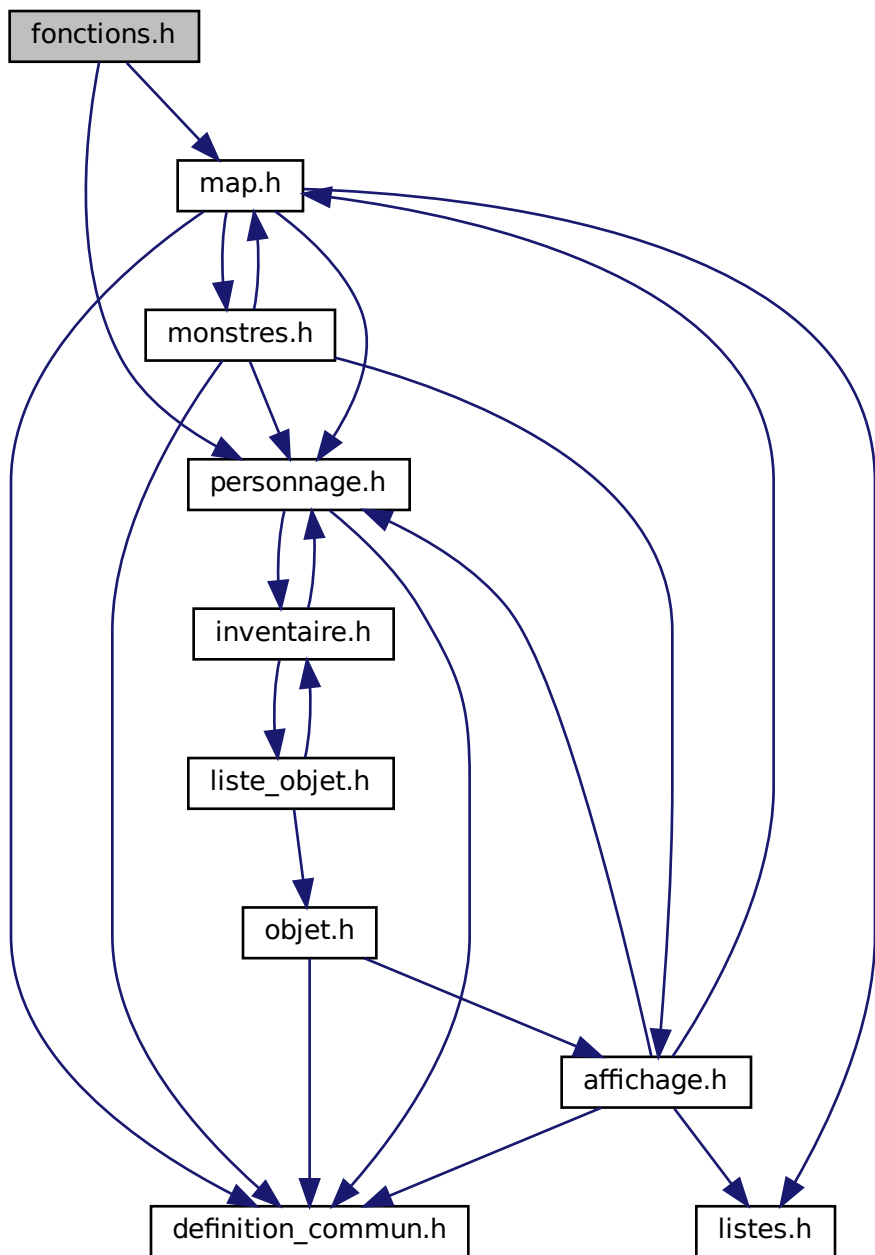 fonctions.h
map.h
monstres.h
personnage.h
inventaire.h
liste_objet.h
objet.h
affichage.h
definition_commun.h
listes.h